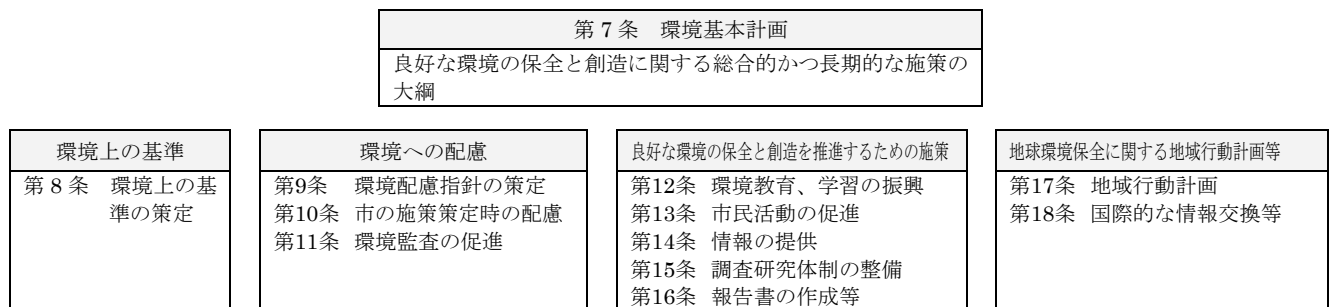 第７条　環境基本計画
良好な環境の保全と創造に関する総合的かつ長期的な施策の
大綱
環境上の基準
第８条　環境上の基
準の策定
環境への配慮
第9条　環境配慮指針の策定
第10条　市の施策策定時の配慮
第11条　環境監査の促進
良好な環境の保全と創造を推進するための施策
第12条　環境教育、学習の振興
第13条　市民活動の促進
第14条　情報の提供
第15条　調査研究体制の整備
第16条　報告書の作成等
地球環境保全に関する地域行動計画等
第17条　地域行動計画
第18条　国際的な情報交換等